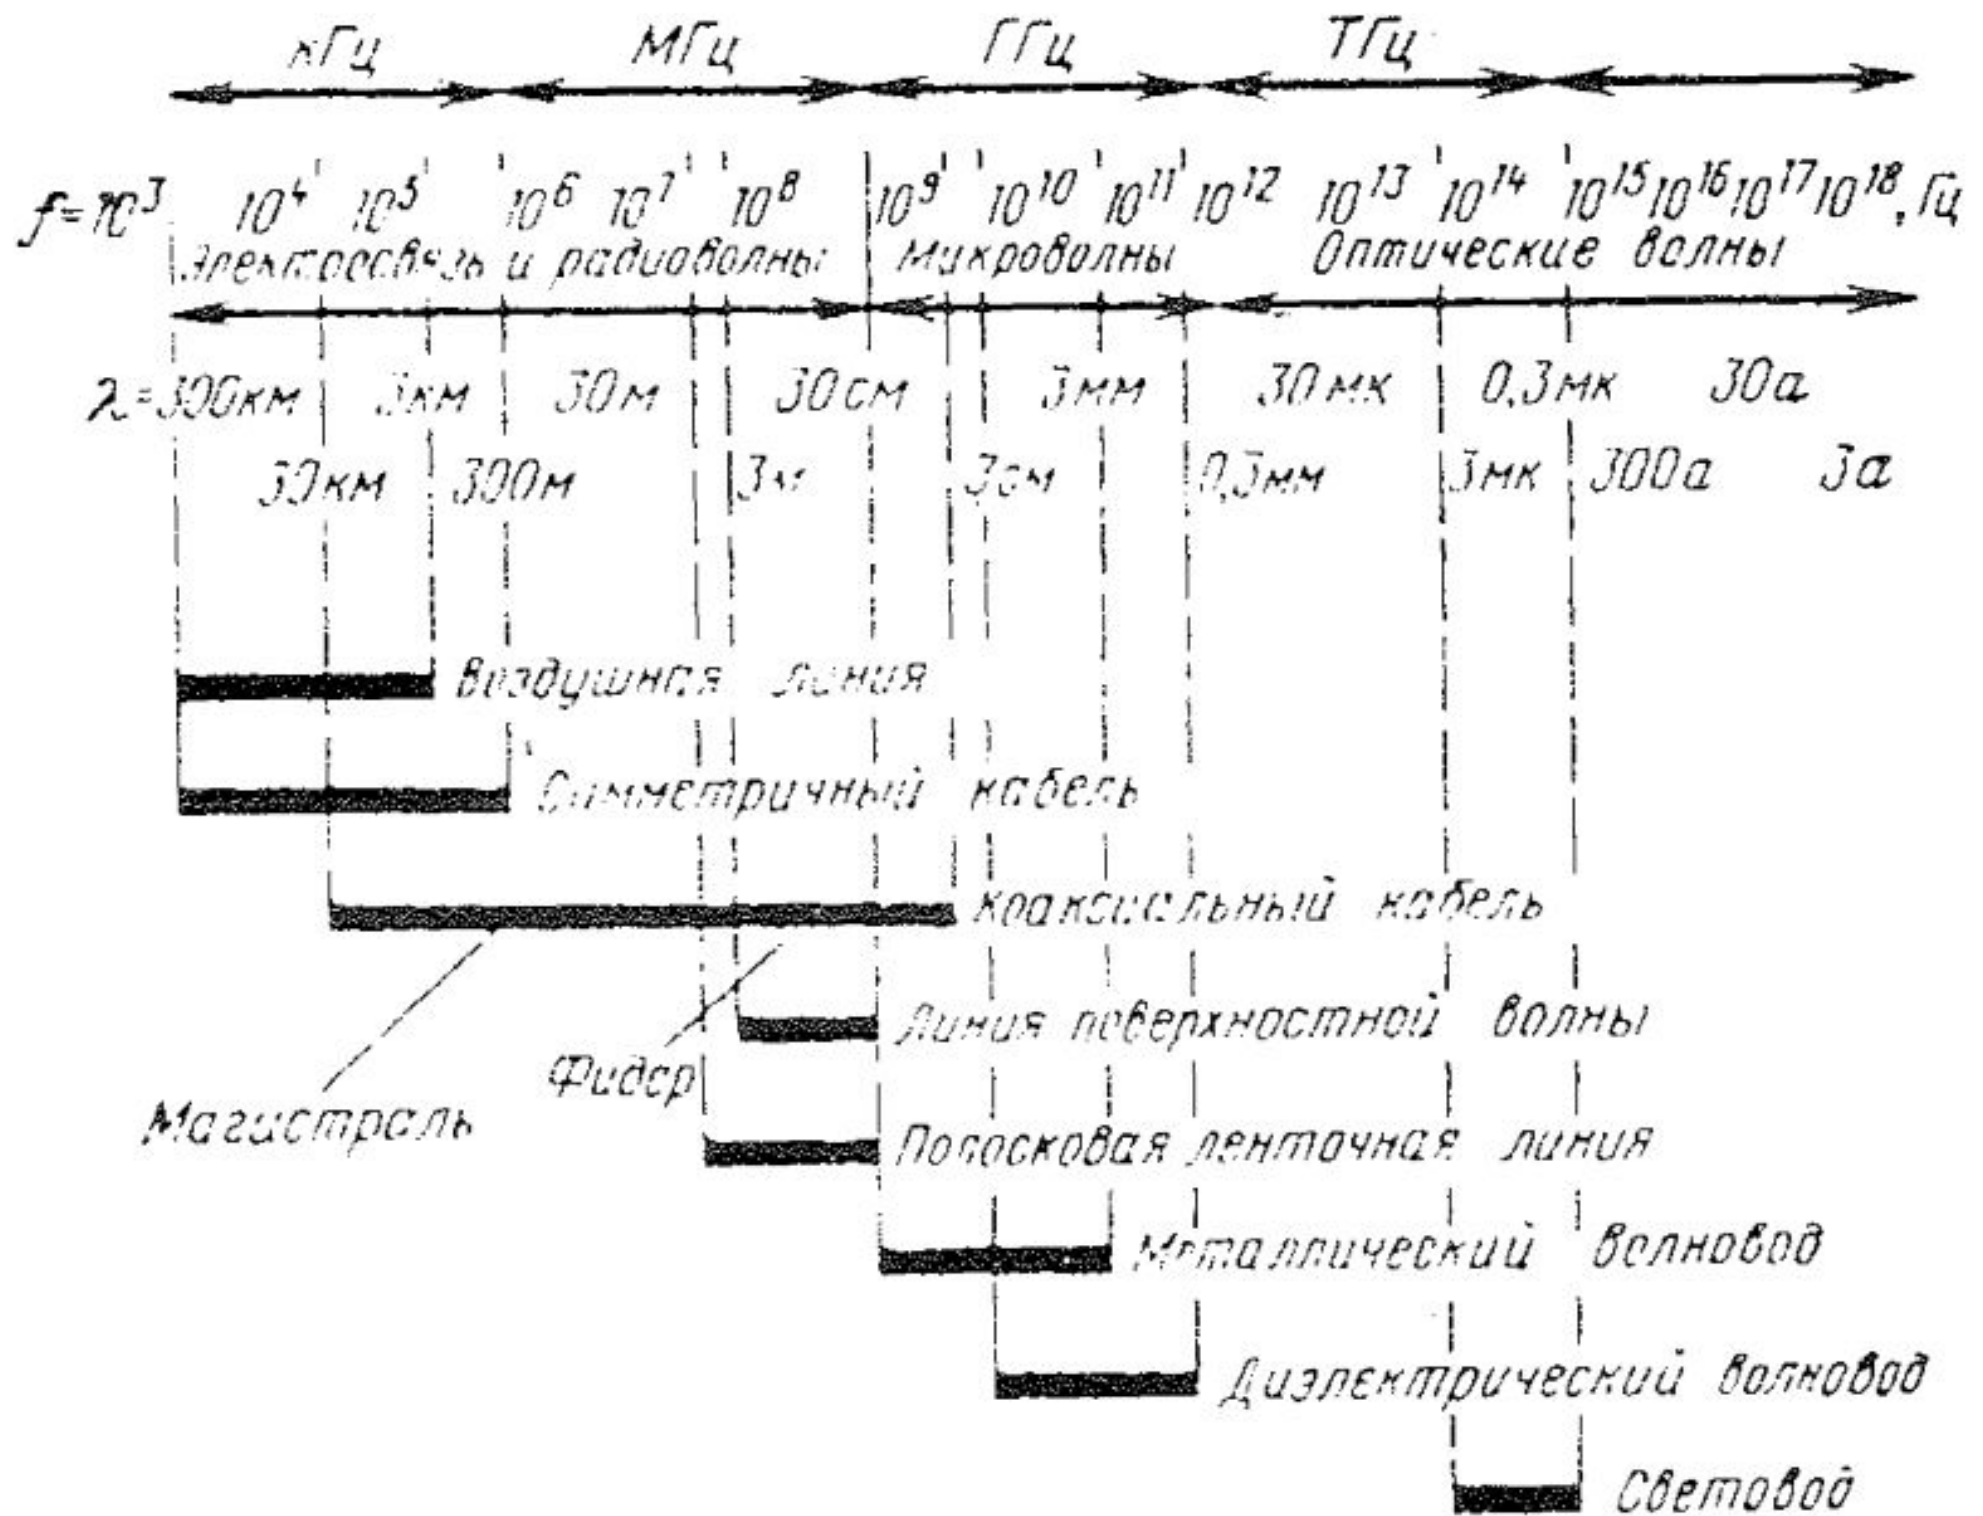 кГц МГц ГГц ТГц
f=10³ 10⁴ 10⁵ 10⁶ 10⁷ 10⁸ 10⁹ 10¹⁰ 10¹¹ 10¹² 10¹³ 10¹⁴ 10¹⁵ 10¹⁶ 10¹⁷ 10¹⁸, Гц
Электросвязь и радиоволны Микроволны Оптические волны
λ=300км 3км 30м 30см 3мм 30мк 0,3мк 30а
30км 300м 3м 3см 0,3мм 3мк 300а 3а
Воздушная линия
Симметричный кабель
Коаксиальный кабель
Линия поверхностной волны
Фидер
Магистраль
Полосковая ленточная линия
Металлический волновод
Диэлектрический волновод
Световод